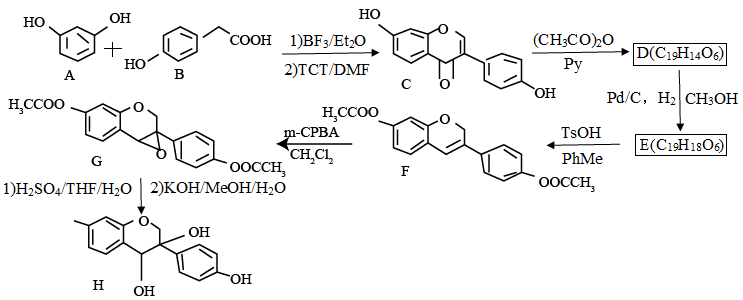 HO OH HO O (CH₃CO)₂O
COOH 1)BF₃/Et₂O D(C₁₉H₁₄O₆)
A + HO B 2)TCT/DMF C O OH Py
Pd/C, H₂ CH₃OH
H₃CCOO O m-CPBA H₃CCOO O TsOH E(C₁₉H₁₈O₆)
G O OOCCH₃ CH₂Cl₂ F OOCCH₃ PhMe
1)H₂SO₄/THF/H₂O 2)KOH/MeOH/H₂O
O OH
H OH OH